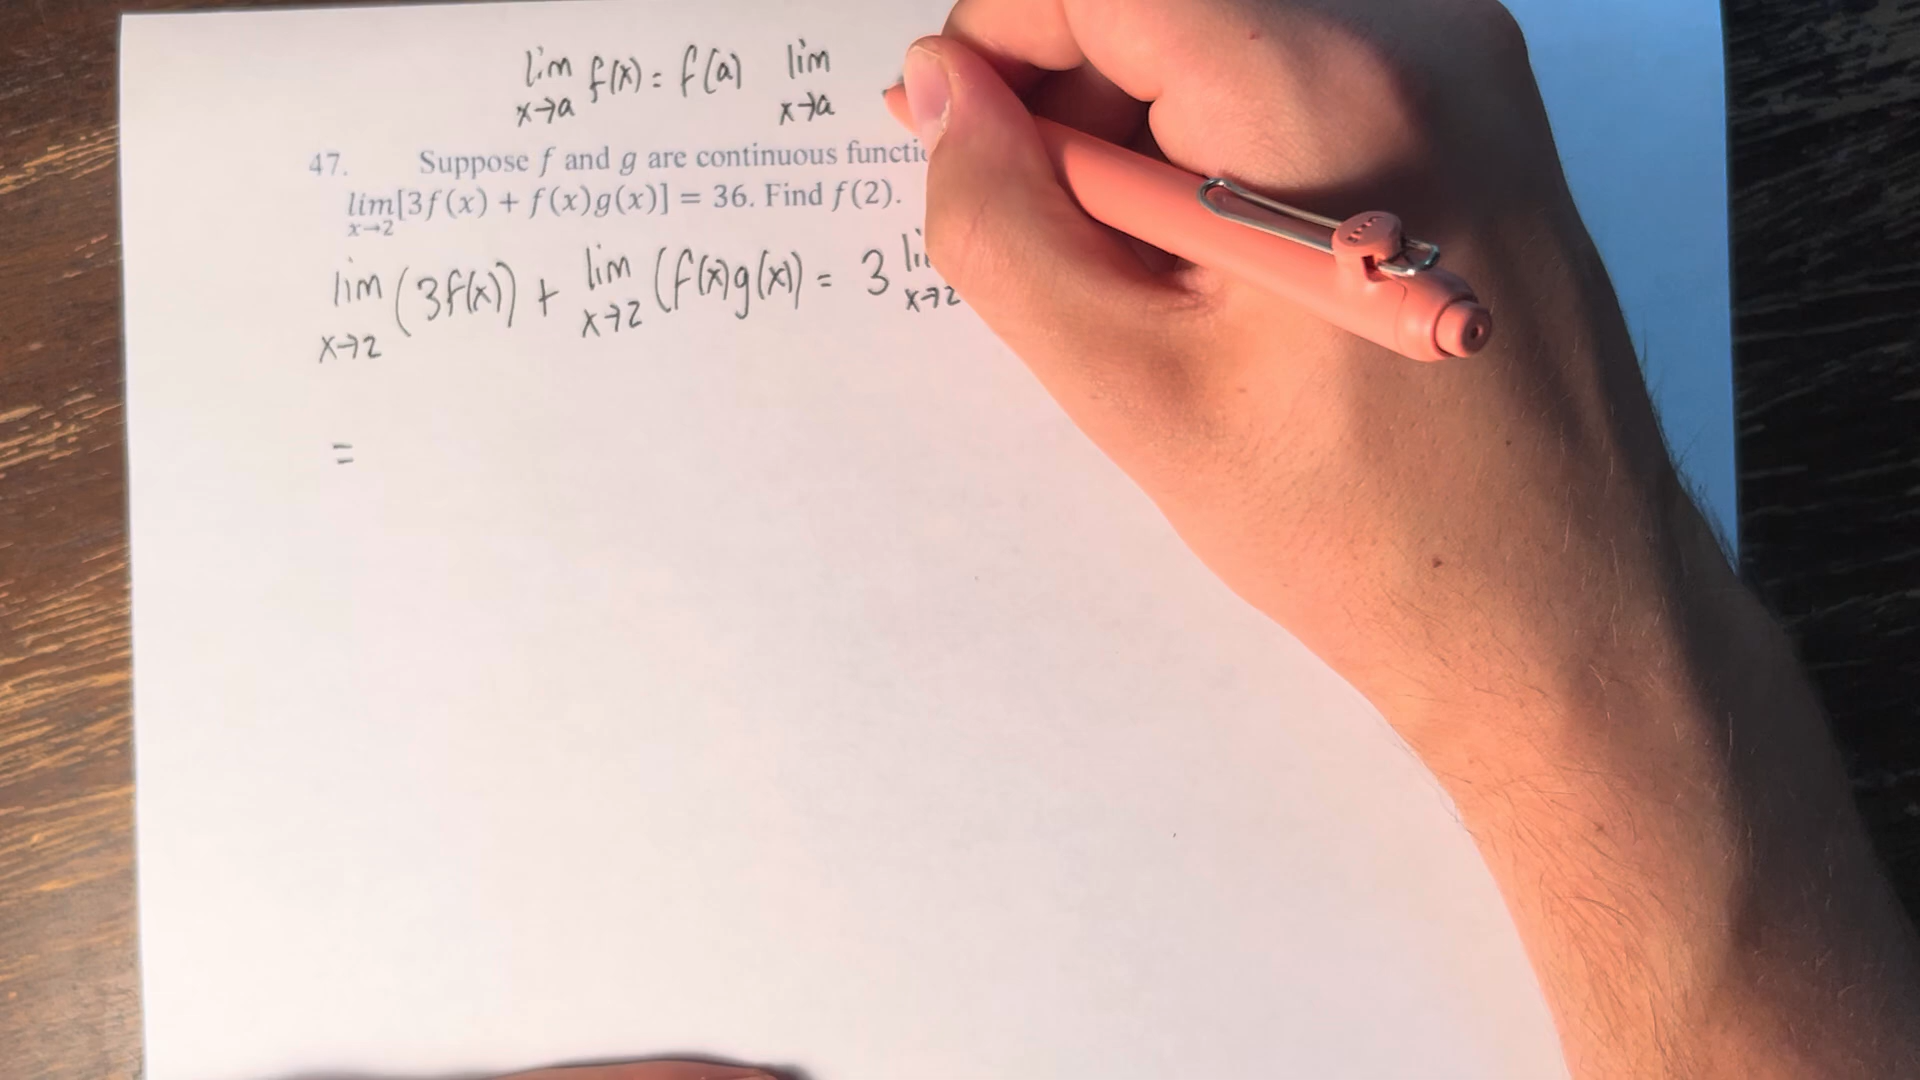 lim f(x) = f(a) lim
x→a x→a
47. Suppose f and g are continuous
lim[3f(x) + f(x)g(x)] = 36. Find f(2).
x→2
lim (3f(x)) + lim (f(x)g(x)) = 3
x→2 x→2 x→2
=